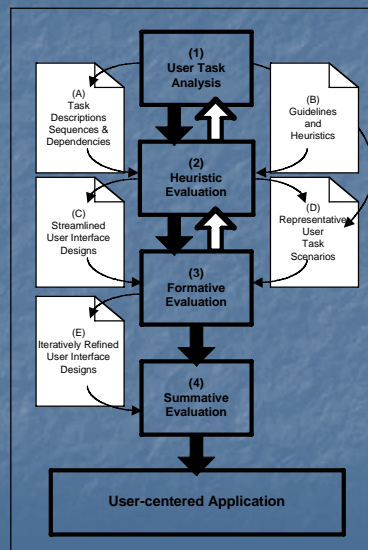 (1)
User Task
Analysis
(A)
Task
Descriptions
Sequences &
Dependencies
(B)
Guidelines
and
Heuristics
(2)
Heuristic
Evaluation
(C)
Streamlined
User Interface
Designs
(D)
Representative
User
Task
Scenarios
(3)
Formative
Evaluation
(E)
Iteratively Refined
User Interface
Designs
(4)
Summative
Evaluation
User-centered Application